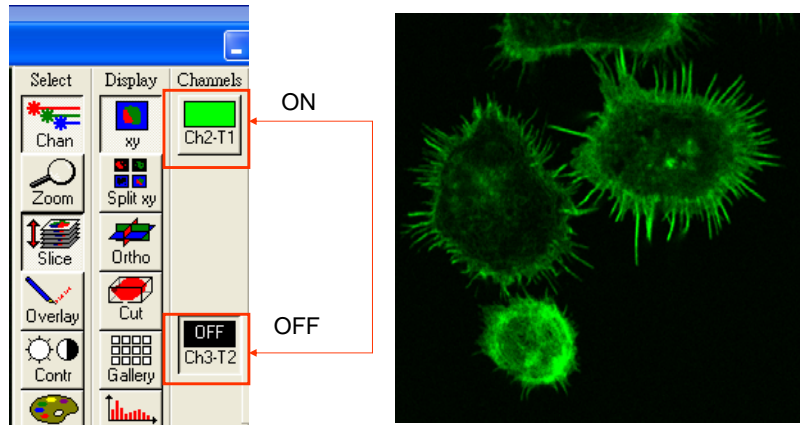 Select Display Channels
ON
Chan xy Ch2-T1
Zoom Split xy
Slice Ortho
OFF
Overlay Cut OFF
Contr Gallery Ch3-T2